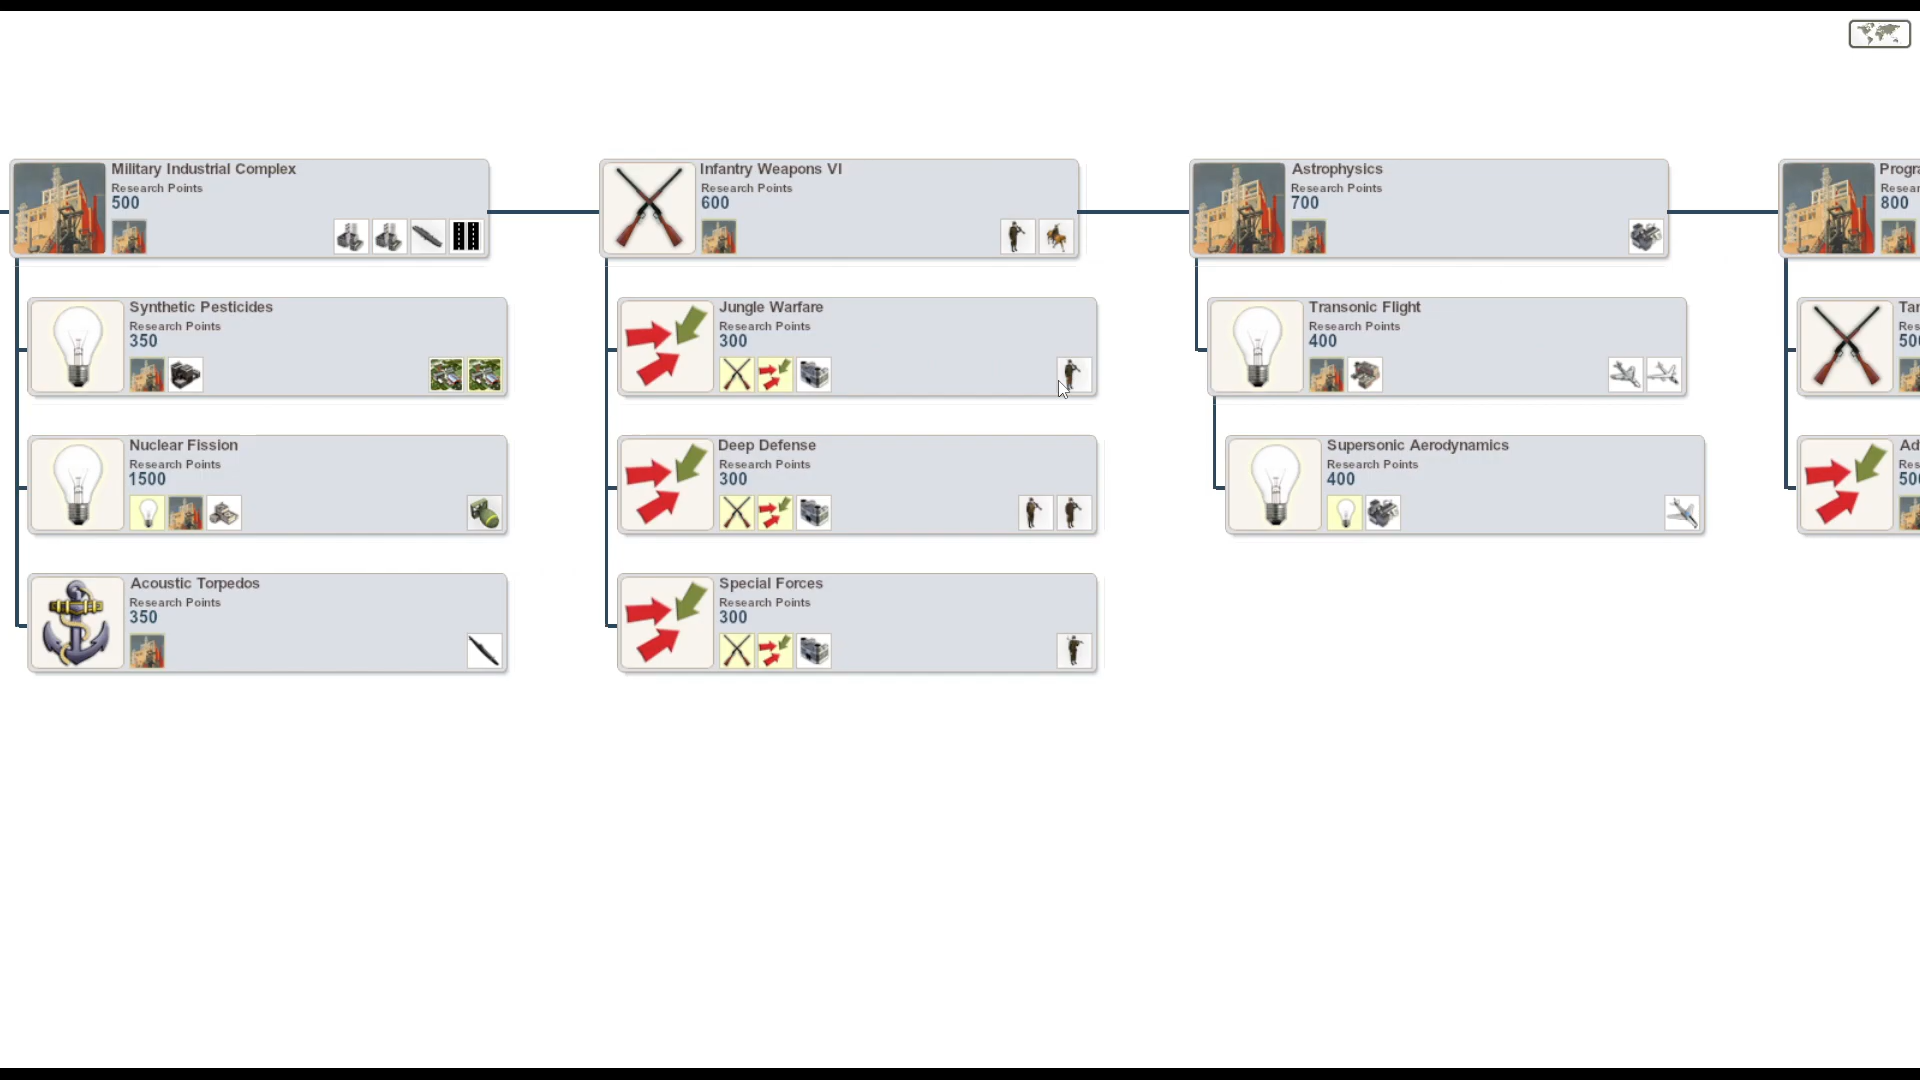 Military Industrial Complex
Research Points
500
Synthetic Pesticides
Research Points
350
Nuclear Fission
Research Points
1500
Acoustic Torpedos
Research Points
350
Infantry Weapons VI
Research Points
600
Jungle Warfare
Research Points
300
Deep Defense
Research Points
300
Special Forces
Research Points
300
Astrophysics
Research Points
700
Transonic Flight
Research Points
400
Supersonic Aerodynamics
Research Points
400
800